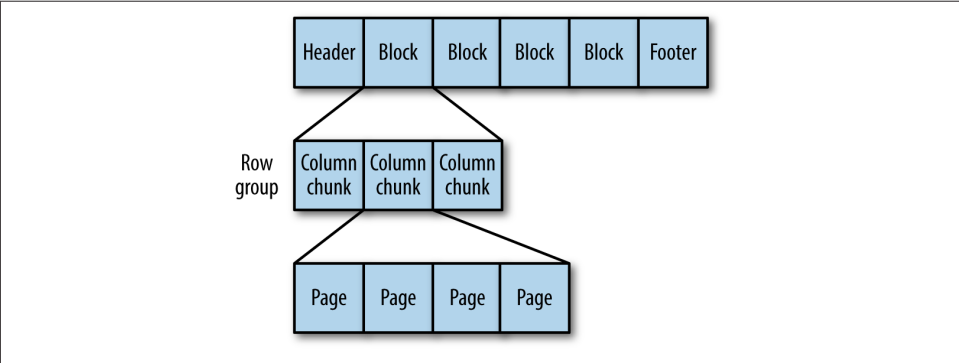 Header Block Block Block Block Footer
Row group
Column chunk Column chunk Column chunk
Page Page Page Page